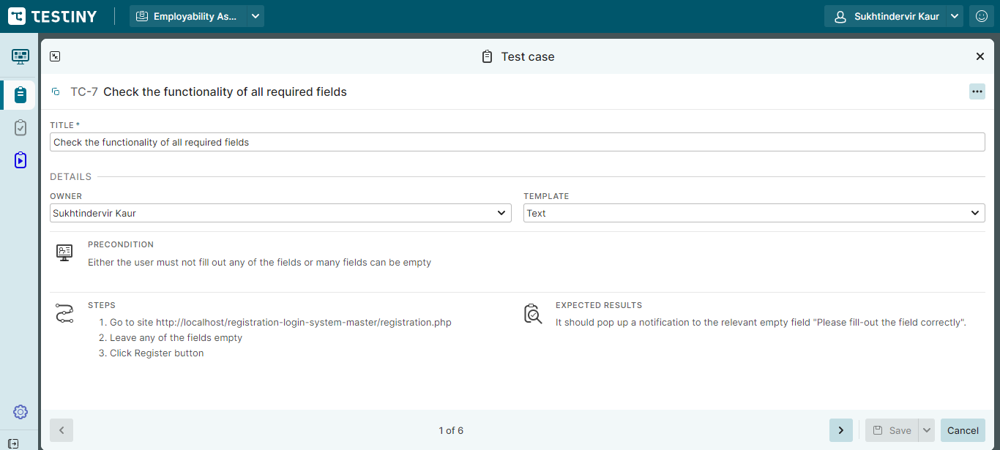 TESTINY
Employability As...
Sukhtindervir Kaur
Test case
TC-7 Check the functionality of all required fields
TITLE *
Check the functionality of all required fields
DETAILS
OWNER
TEMPLATE
Sukhtindervir Kaur
Text
PRECONDITION
Either the user must not fill out any of the fields or many fields can be empty
STEPS
1. Go to site http://localhost/registration-login-system-master/registration.php
2. Leave any of the fields empty
3. Click Register button
EXPECTED RESULTS
It should pop up a notification to the relevant empty field "Please fill-out the field correctly".
1 of 6
Save
Cancel